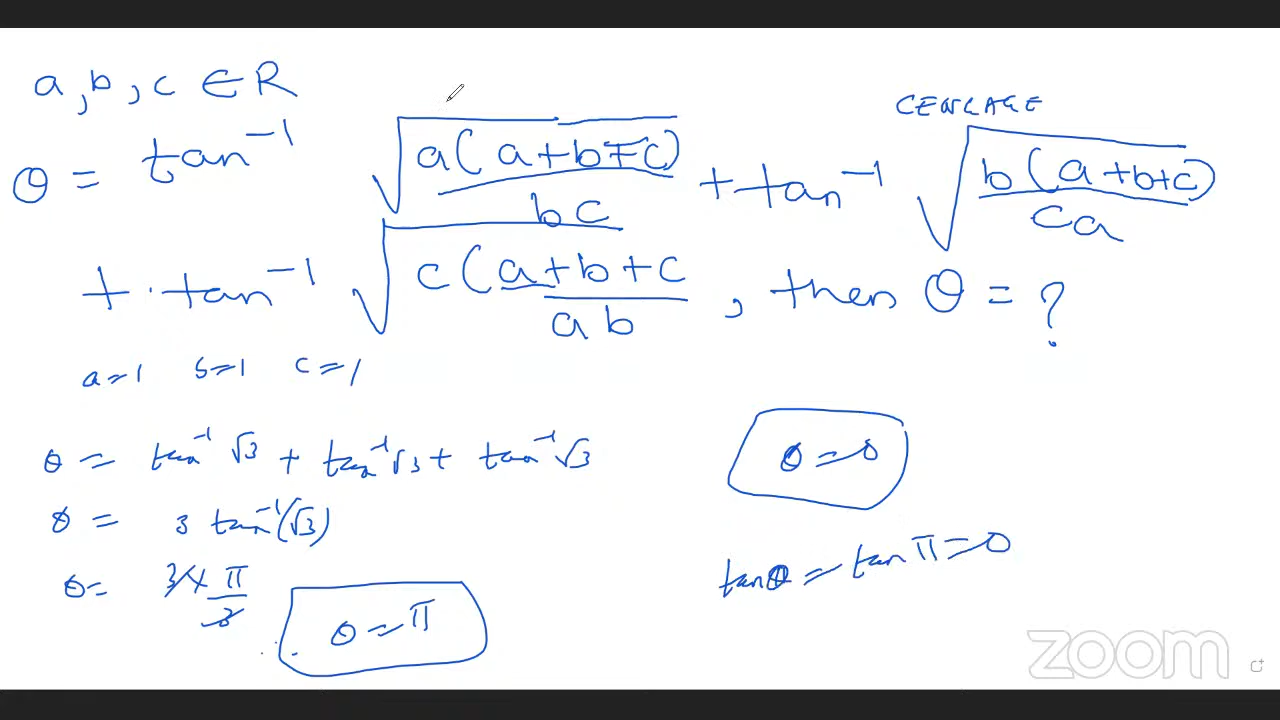 a, b, c ∈ R
CENGAGE
θ = tan⁻¹ √(a(a+b+c)/bc) + tan⁻¹ √(b(a+b+c)/ca)
+ tan⁻¹ √(c(a+b+c/ab) , then θ = ?
a=1 b=1 c=1
θ = tan⁻¹ √3 + tan⁻¹ √3 + tan⁻¹ √3
θ = 3 tan⁻¹(√3)
θ = 3 × π/3
θ = π
θ = 0
tanθ = tan π = 0
zoom